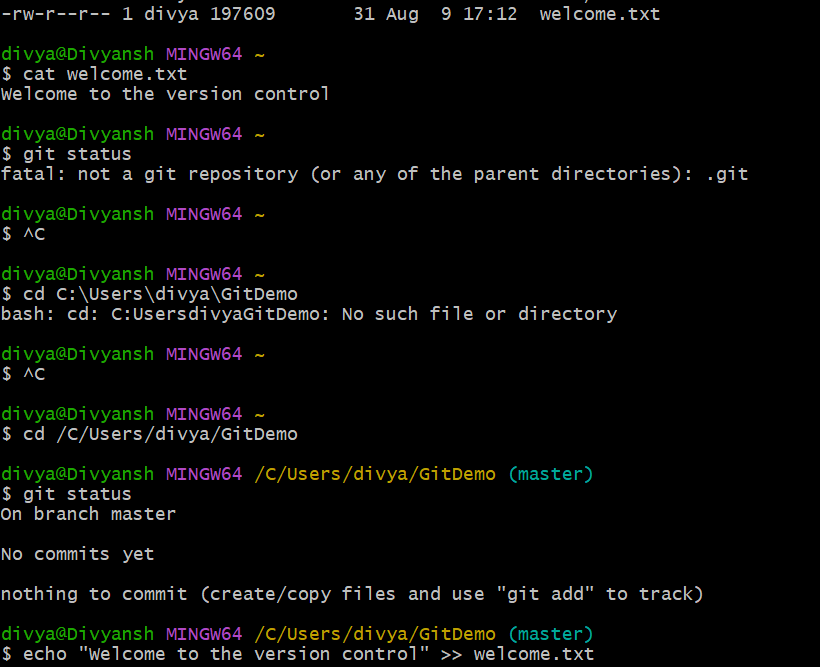 -rw-r--r-- 1 divya 197609       31 Aug  9 17:12  welcome.txt
divya@Divyansh MINGW64 ~
$ cat welcome.txt
Welcome to the version control
divya@Divyansh MINGW64 ~
$ git status
fatal: not a git repository (or any of the parent directories): .git
divya@Divyansh MINGW64 ~
$ ^C
divya@Divyansh MINGW64 ~
$ cd C:\Users\divya\GitDemo
bash: cd: C:UsersdivyaGitDemo: No such file or directory
divya@Divyansh MINGW64 ~
$ ^C
divya@Divyansh MINGW64 ~
$ cd /C/Users/divya/GitDemo
divya@Divyansh MINGW64 /C/Users/divya/GitDemo (master)
$ git status
On branch master
No commits yet
nothing to commit (create/copy files and use "git add" to track)
divya@Divyansh MINGW64 /C/Users/divya/GitDemo (master)
$ echo "Welcome to the version control" >> welcome.txt